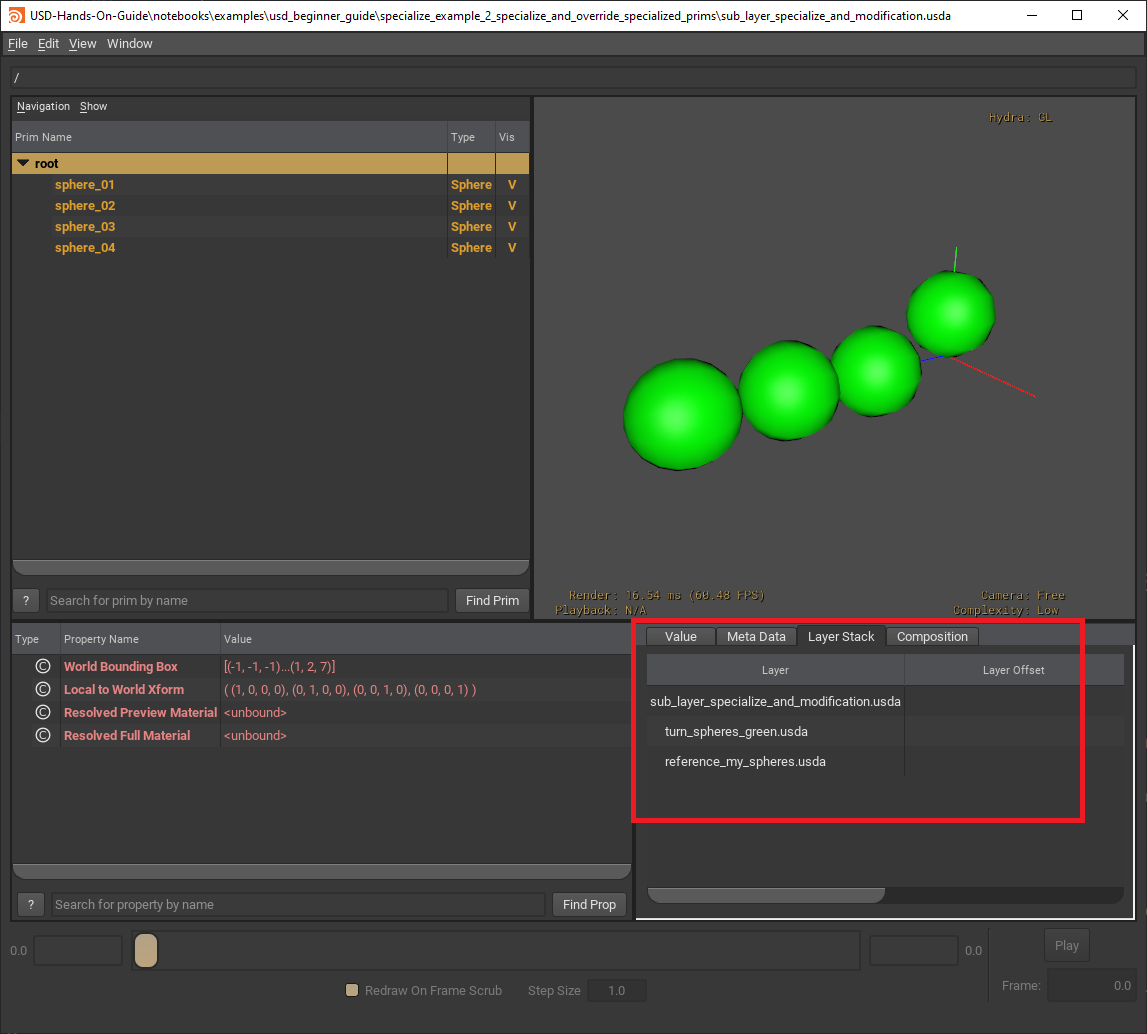 USD-Hands-On-Guide\notebooks\examples\usd_beginner_guide\specialize_example_2_specialize_and_override_specialized_prims\sub_layer_specialize_and_modification.usda
File Edit View Window
/
Navigation Show
Prim Name Type Vis
root
sphere_01 Sphere V
sphere_02 Sphere V
sphere_03 Sphere V
sphere_04 Sphere V
? Search for prim by name Find Prim
Hydra: GL
Render: 16.54 ms (60.48 FPS)
Playback: N/A
Camera: Free
Complexity: Low
Type Property Name Value
C World Bounding Box [(-1, -1, -1)...(1, 2, 7)]
C Local to World Xform ( (1, 0, 0, 0), (0, 1, 0, 0), (0, 0, 1, 0), (0, 0, 0, 1) )
C Resolved Preview Material <unbound>
C Resolved Full Material <unbound>
? Search for property by name Find Prop
Value Meta Data Layer Stack Composition
Layer Layer Offset
sub_layer_specialize_and_modification.usda
turn_spheres_green.usda
reference_my_spheres.usda
0.0 0.0 Play
Redraw On Frame Scrub Step Size 1.0 Frame: 0.0